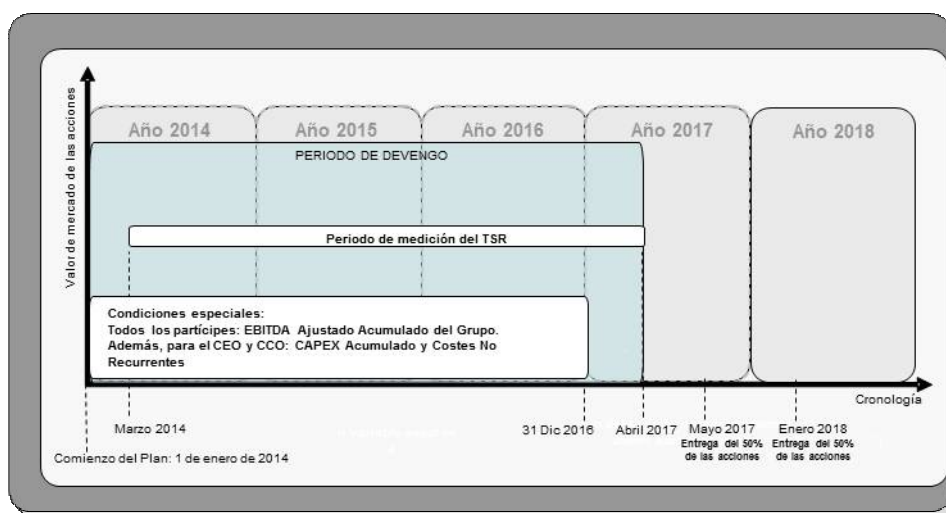 Valor de mercado de las acciones
Año 2014
Año 2015
Año 2016
Año 2017
Año 2018
PERIODO DE DEVENGO
Periodo de medición del TSR
Condiciones especiales:
Todos los partícipes: EBITDA Ajustado Acumulado del Grupo.
Además, para el CEO y CCO: CAPEX Acumulado y Costes No
Recurrentes
Cronología
Marzo 2014
31 Dic 2016
Abril 2017
Mayo 2017
Entrega del 50%
de las acciones
Enero 2018
Entrega del 50%
de las acciones
Comienzo del Plan: 1 de enero de 2014